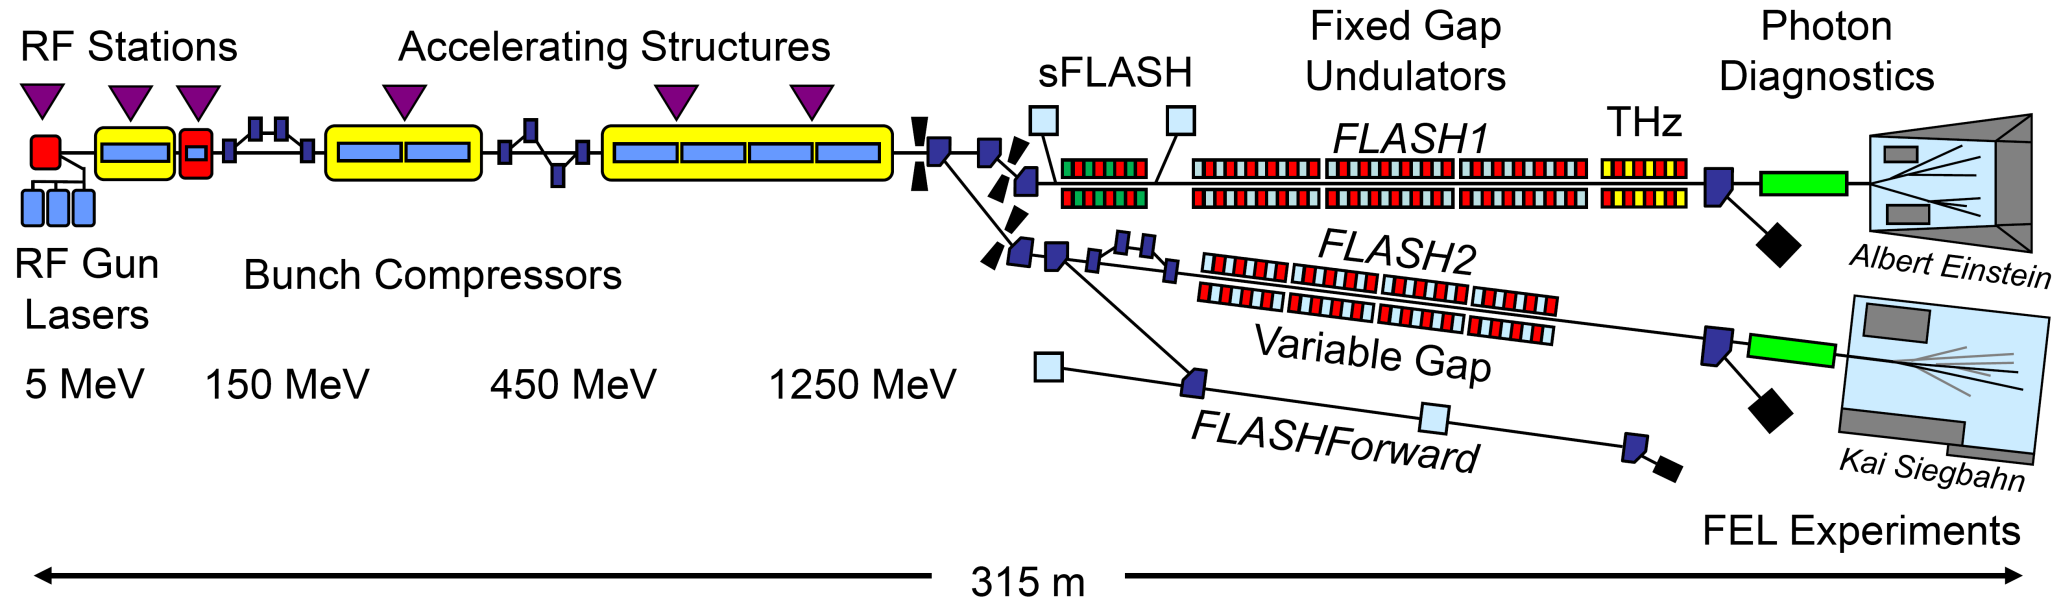 RF Stations
Accelerating Structures
sFLASH
Fixed Gap
Undulators
THz
Photon
Diagnostics
FLASH1
RF Gun
Lasers
Bunch Compressors
FLASH2
Variable Gap
Albert Einstein
5 MeV
150 MeV
450 MeV
1250 MeV
FLASHForward
Kai Siegbahn
FEL Experiments
315 m